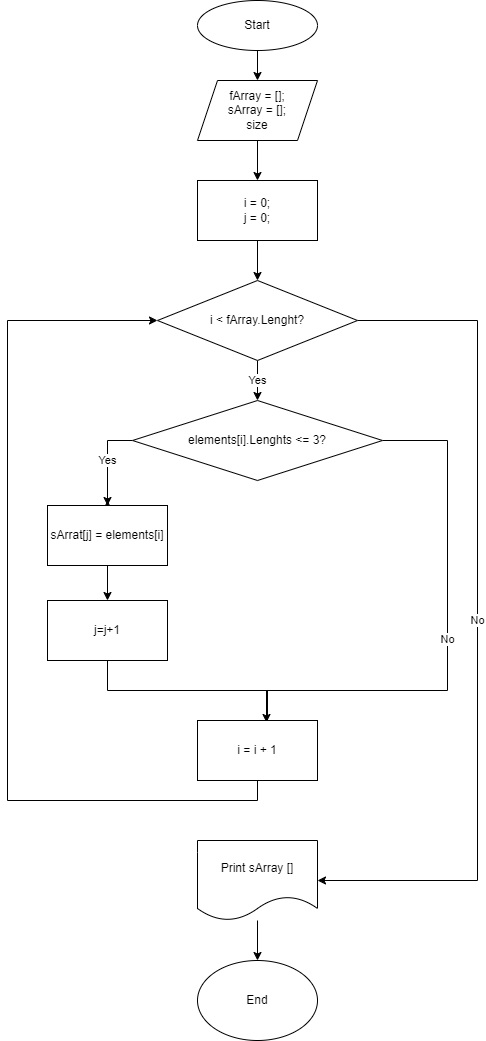 Start
fArray = [];
sArray = [];
size
i = 0;
j = 0;
i < fArray.Lenght?
Yes
elements[i].Lenghts <= 3?
Yes
sArrat[j] = elements[i]
j=j+1
No
No
i = i + 1
Print sArray []
End